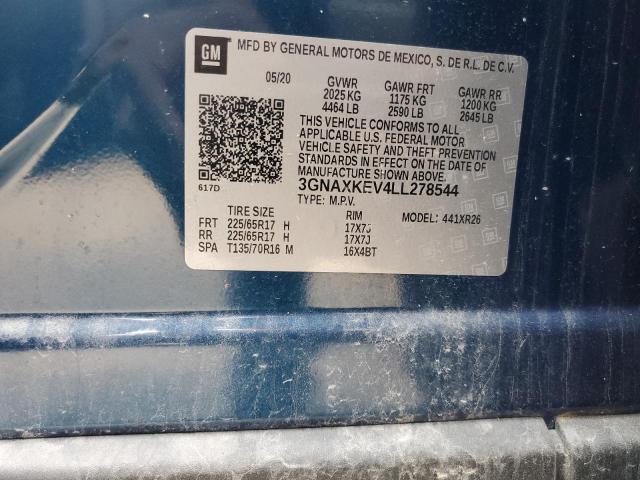 GM MFD BY GENERAL MOTORS DE MEXICO, S. DE R.L. DE C.V.
05/20 GVWR GAWR FRT GAWR RR
2025 KG 1175 KG 1200 KG
4464 LB 2590 LB 2645 LB
THIS VEHICLE CONFORMS TO ALL
APPLICABLE U.S. FEDERAL MOTOR
VEHICLE SAFETY AND THEFT PREVENTION
STANDARDS IN EFFECT ON THE DATE OF
MANUFACTURE SHOWN ABOVE.
617D 3GNAXKEV4LL278544
TYPE: M.P.V. MODEL: 441XR26
TIRE SIZE RIM
FRT 225/65R17 H 17X7J
RR 225/65R17 H 17X7J
SPA T135/70R16 M 16X4BT